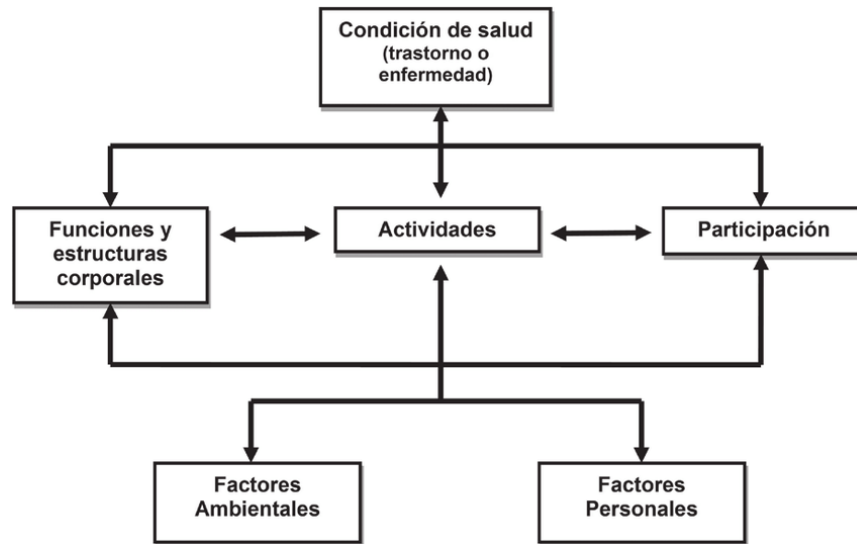 Condición de salud
(trastorno o
enfermedad)
Funciones y
estructuras
corporales
Actividades
Participación
Factores
Ambientales
Factores
Personales